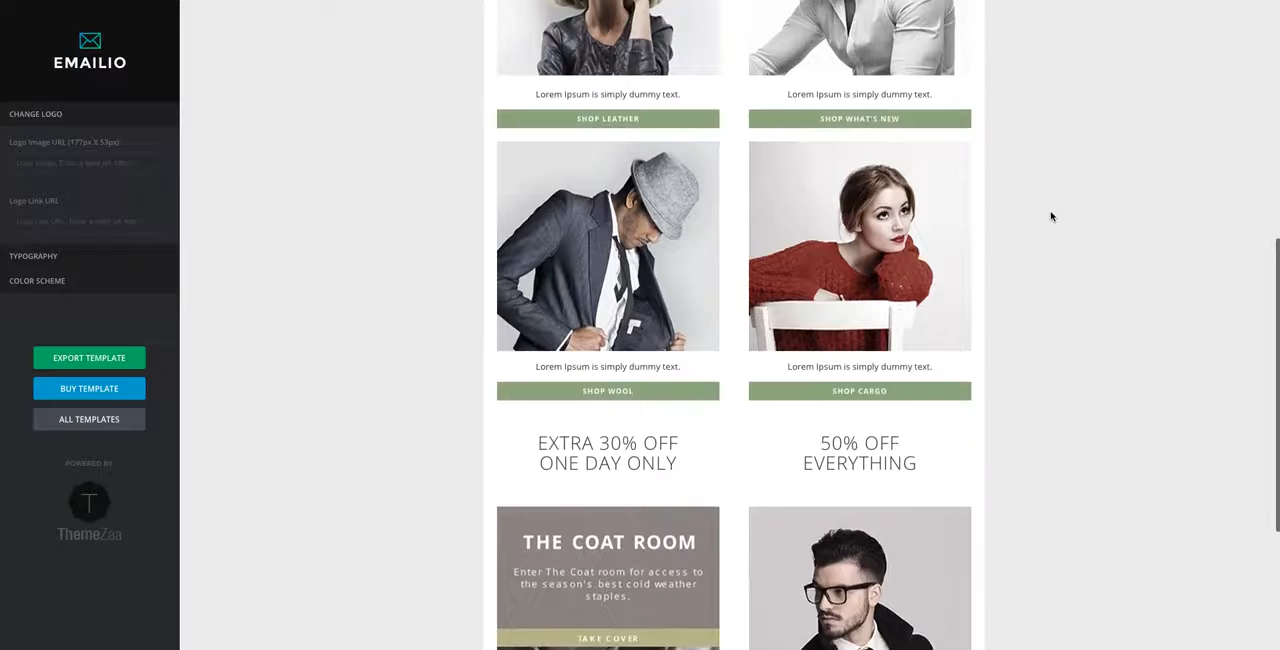 EMAILIO
CHANGE LOGO
Logo Image URL (177px X 53px)
Logo Link URL
TYPOGRAPHY
COLOR SCHEME
EXPORT TEMPLATE
BUY TEMPLATE
ALL TEMPLATES
POWERED BY
T
ThemeZaa
Lorem Ipsum is simply dummy text.
SHOP LEATHER
Lorem Ipsum is simply dummy text.
SHOP WHAT'S NEW
Lorem Ipsum is simply dummy text.
SHOP WOOL
Lorem Ipsum is simply dummy text.
SHOP CARGO
EXTRA 30% OFF
ONE DAY ONLY
50% OFF
EVERYTHING
THE COAT ROOM
Enter The Coat room for access to
the season's best cold weather
staples.
TAKE COVER